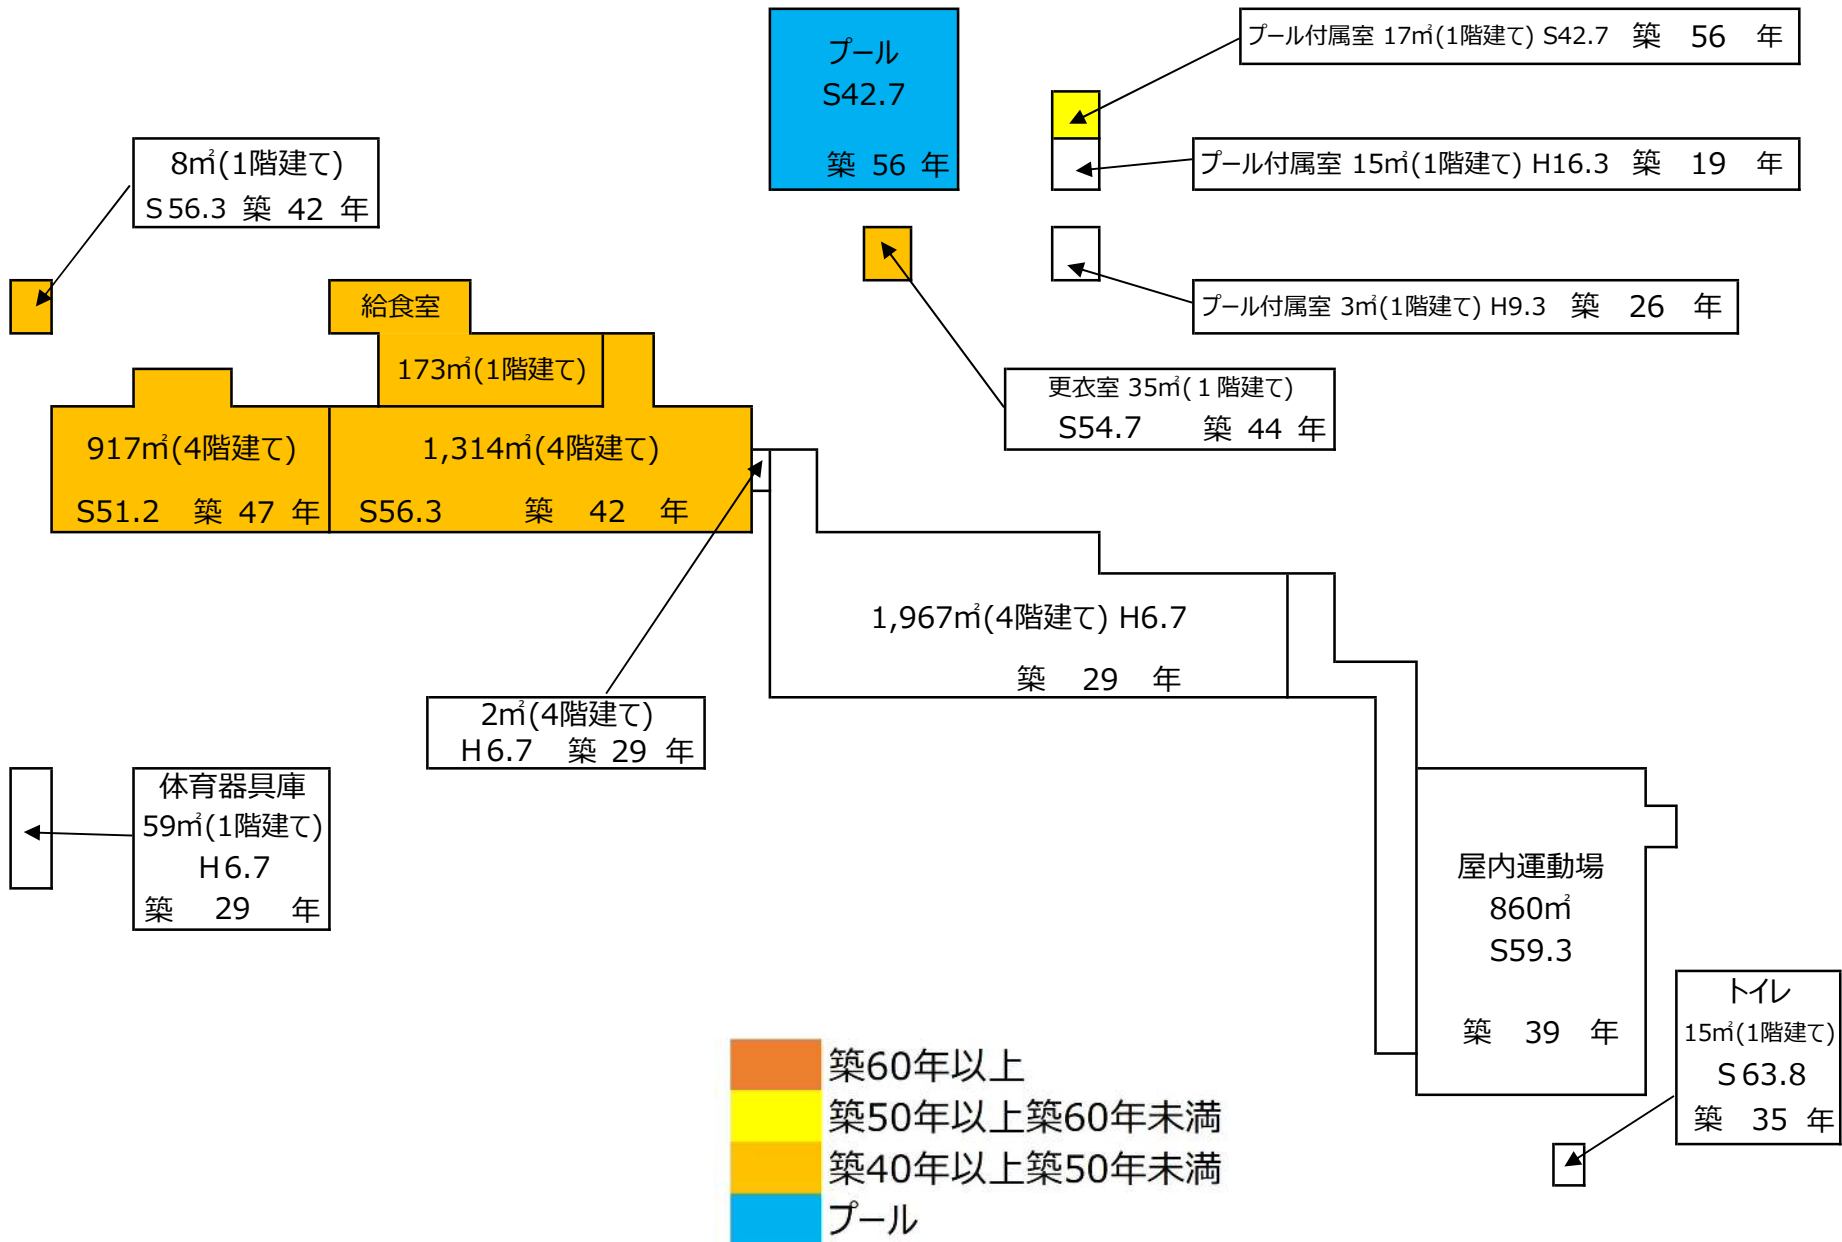 プール
S42.7
築 56 年
プール付属室 17㎡(1階建て) S42.7 築 56 年
プール付属室 15㎡(1階建て) H16.3 築 19 年
8㎡(1階建て)
S56.3 築 42 年
プール付属室 3㎡(1階建て) H9.3 築 26 年
給食室
173㎡(1階建て)
更衣室 35㎡(1階建て)
S54.7 築 44 年
917㎡(4階建て)
S51.2 築 47 年
1,314㎡(4階建て)
S56.3 築 42 年
1,967㎡(4階建て) H6.7
築 29 年
2㎡(4階建て)
H6.7 築 29 年
体育器具庫
59㎡(1階建て)
H6.7
築 29 年
屋内運動場
860㎡
S59.3
築 39 年
トイレ
15㎡(1階建て)
S63.8
築 35 年
築60年以上
築50年以上築60年未満
築40年以上築50年未満
プール